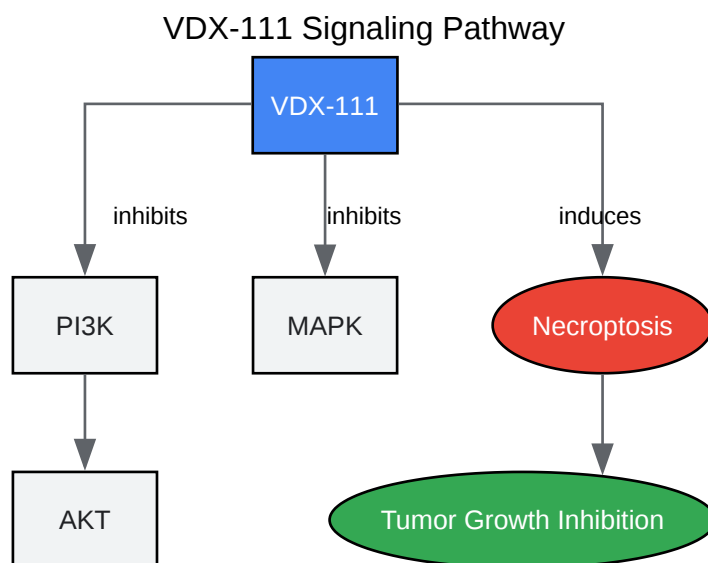 VDX-111 Signaling Pathway
VDX-111
inhibits
inhibits
induces
PI3K
MAPK
Necroptosis
AKT
Tumor Growth Inhibition